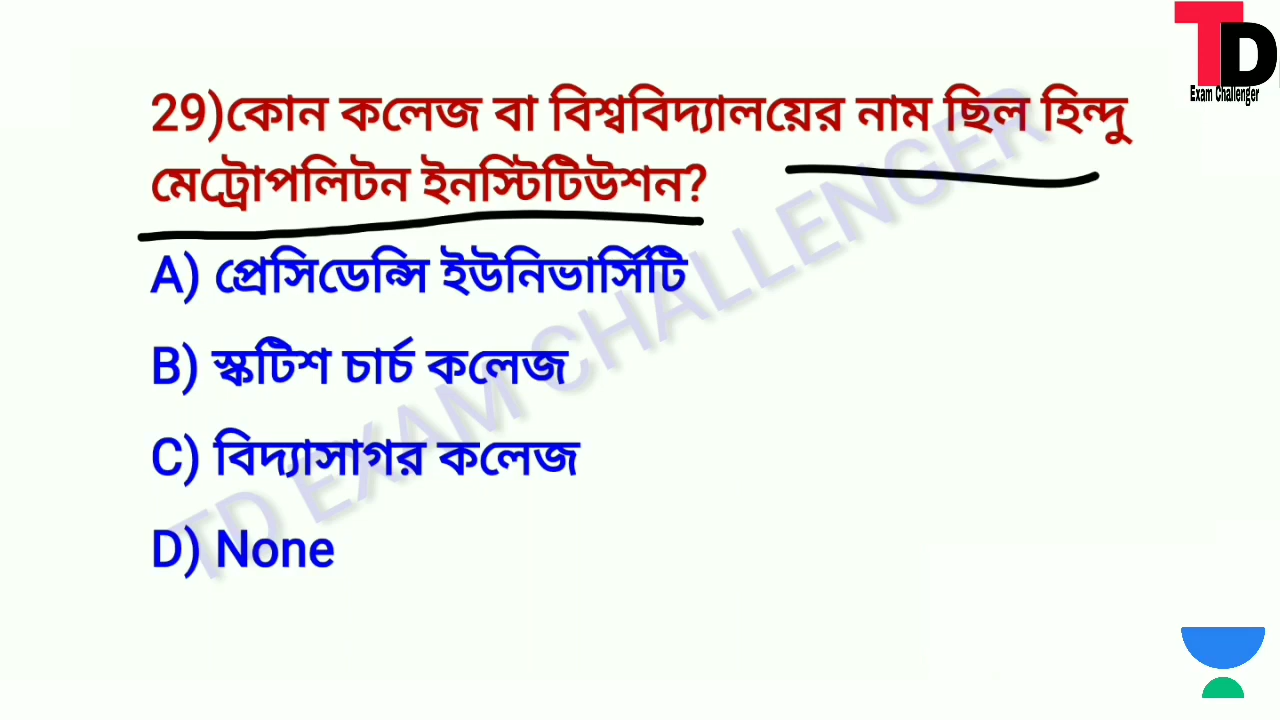 TD
Exam Challenger
29)কোন কলেজ বা বিশ্ববিদ্যালয়ের নাম ছিল হিন্দু
মেট্রোপলিটন ইনস্টিটিউশন?
A) প্রেসিডেন্সি ইউনিভার্সিটি
B) স্কটিশ চার্চ কলেজ
C) বিদ্যাসাগর কলেজ
D) None
TD EXAM CHALLENGER